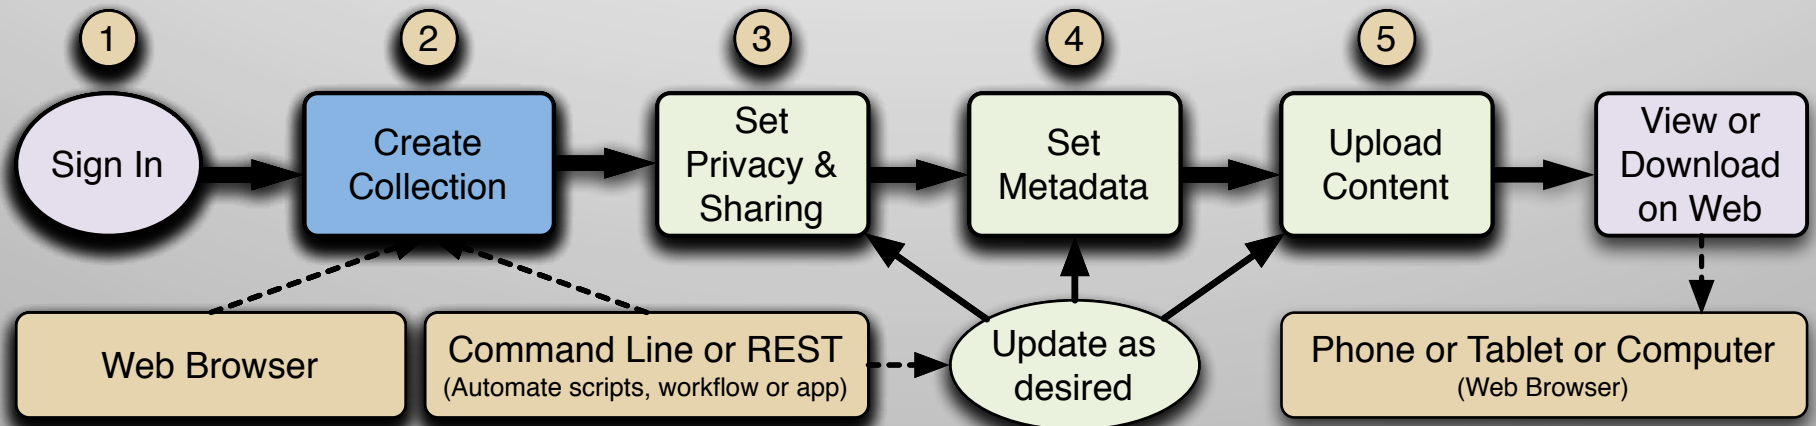 1
2
3
4
5
Sign In
Create
Collection
Set
Privacy &
Sharing
Set
Metadata
Upload
Content
View or
Download
on Web
Web Browser
Command Line or REST
(Automate scripts, workflow or app)
Update as
desired
Phone or Tablet or Computer
(Web Browser)